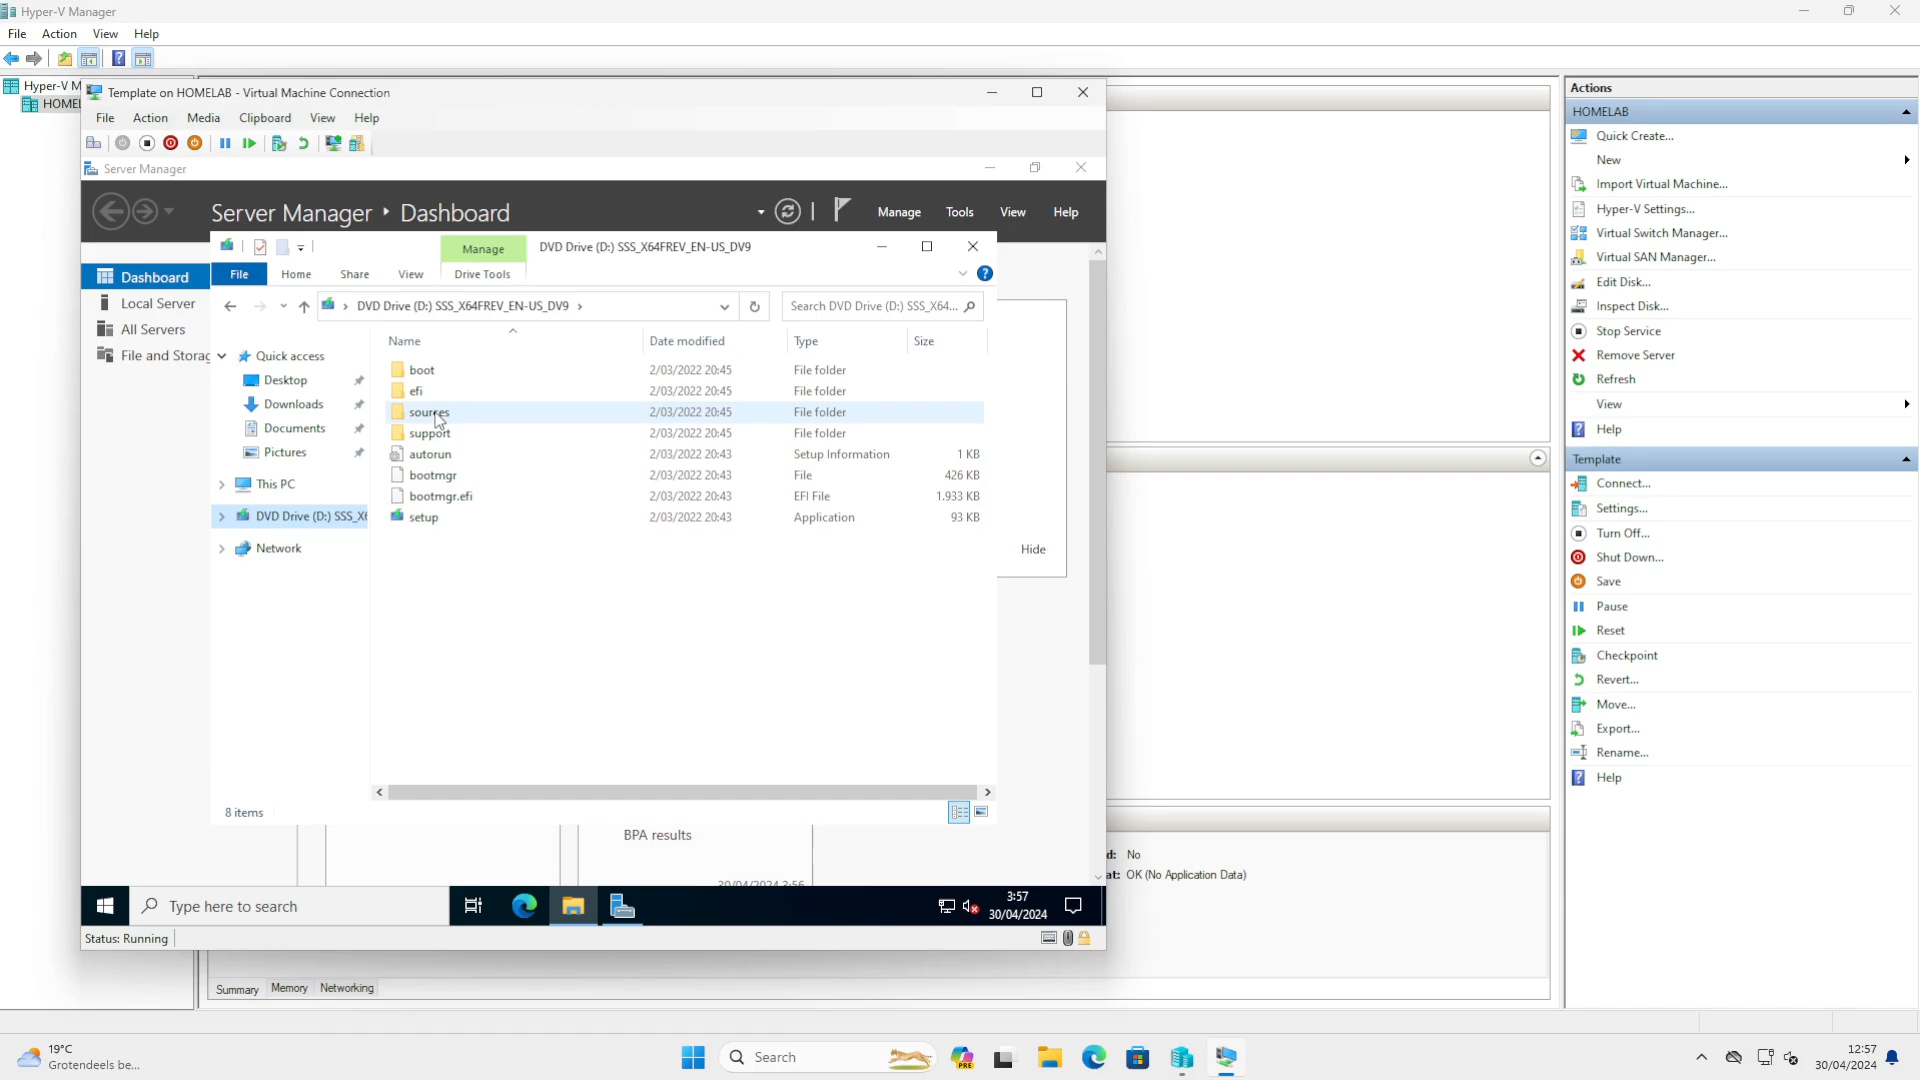 Hyper-V Manager
File Action View Help
Hyper-V M
HOMEL
Template on HOMELAB - Virtual Machine Connection
File Action Media Clipboard View Help
Server Manager
Server Manager Dashboard
Manage Tools View Help
Dashboard
Local Server
All Servers
File and Storag
Manage
DVD Drive (D:) SSS_X64FREV_EN-US_DV9
File Home Share View Drive Tools
DVD Drive (D:) SSS_X64FREV_EN-US_DV9
Search DVD Drive (D:) SSS_X64...
Name Date modified Type Size
Quick access
Desktop
Downloads
Documents
Pictures
This PC
DVD Drive (D:) SSS_X6
Network
boot 2/03/2022 20:45 File folder
efi 2/03/2022 20:45 File folder
sources 2/03/2022 20:45 File folder
support 2/03/2022 20:45 File folder
autorun 2/03/2022 20:43 Setup Information 1 KB
bootmgr 2/03/2022 20:43 File 426 KB
bootmgr.efi 2/03/2022 20:43 EFI File 1.933 KB
setup 2/03/2022 20:43 Application 93 KB
Hide
8 items
BPA results
30/04/2024 3:56
Type here to search
3:57
30/04/2024
Status: Running
d: No
at: OK (No Application Data)
Summary Memory Networking
Actions
HOMELAB
Quick Create...
New
Import Virtual Machine...
Hyper-V Settings...
Virtual Switch Manager...
Virtual SAN Manager...
Edit Disk...
Inspect Disk...
Stop Service
Remove Server
Refresh
View
Help
Template
Connect...
Settings...
Turn Off...
Shut Down...
Save
Pause
Reset
Checkpoint
Revert...
Move...
Export...
Rename...
Help
19°C
Grotendeels be...
Search
PRE
12:57
30/04/2024